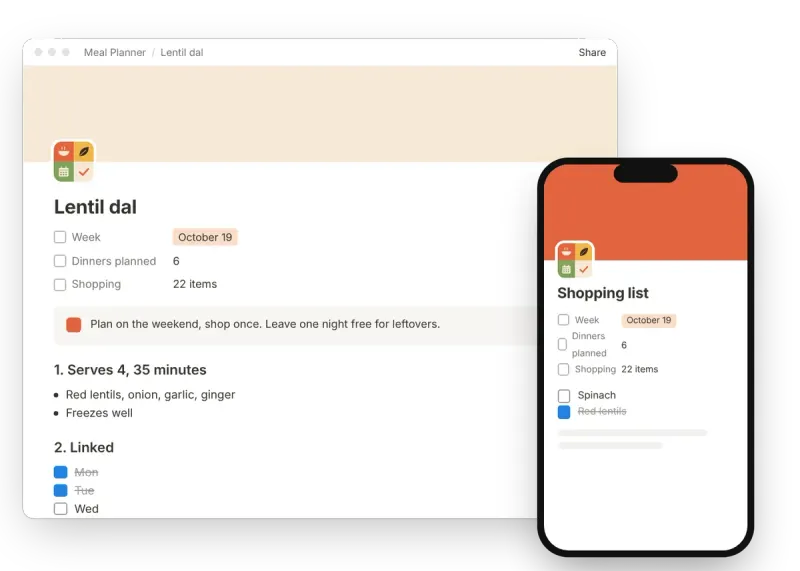 Meal Planner / Lentil dal
Share
Lentil dal
Week October 19
Dinners planned 6
Shopping 22 items
Plan on the weekend, shop once. Leave one night free for leftovers.
1. Serves 4, 35 minutes
Red lentils, onion, garlic, ginger
Freezes well
2. Linked
Mon
Tue
Wed
Shopping list
Week October 19
Dinners
planned 6
Shopping 22 items
Spinach
Red lentils